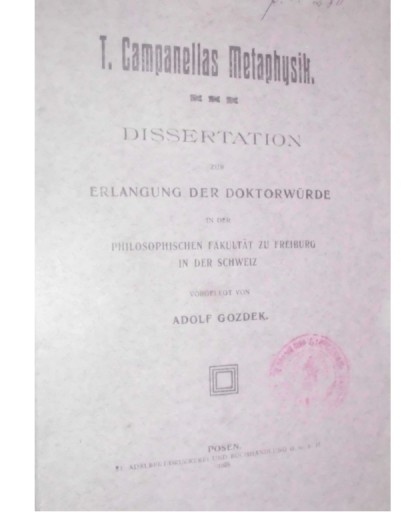 T. Campanellas Metaphysik.
DISSERTATION
ZUR
ERLANGUNG DER DOKTORWÜRDE
IN DER
PHILOSOPHISCHEN FAKULTÄT ZU FREIBURG
IN DER SCHWEIZ
VORGELEGT VON
ADOLF GOZDEK.
POSEN.